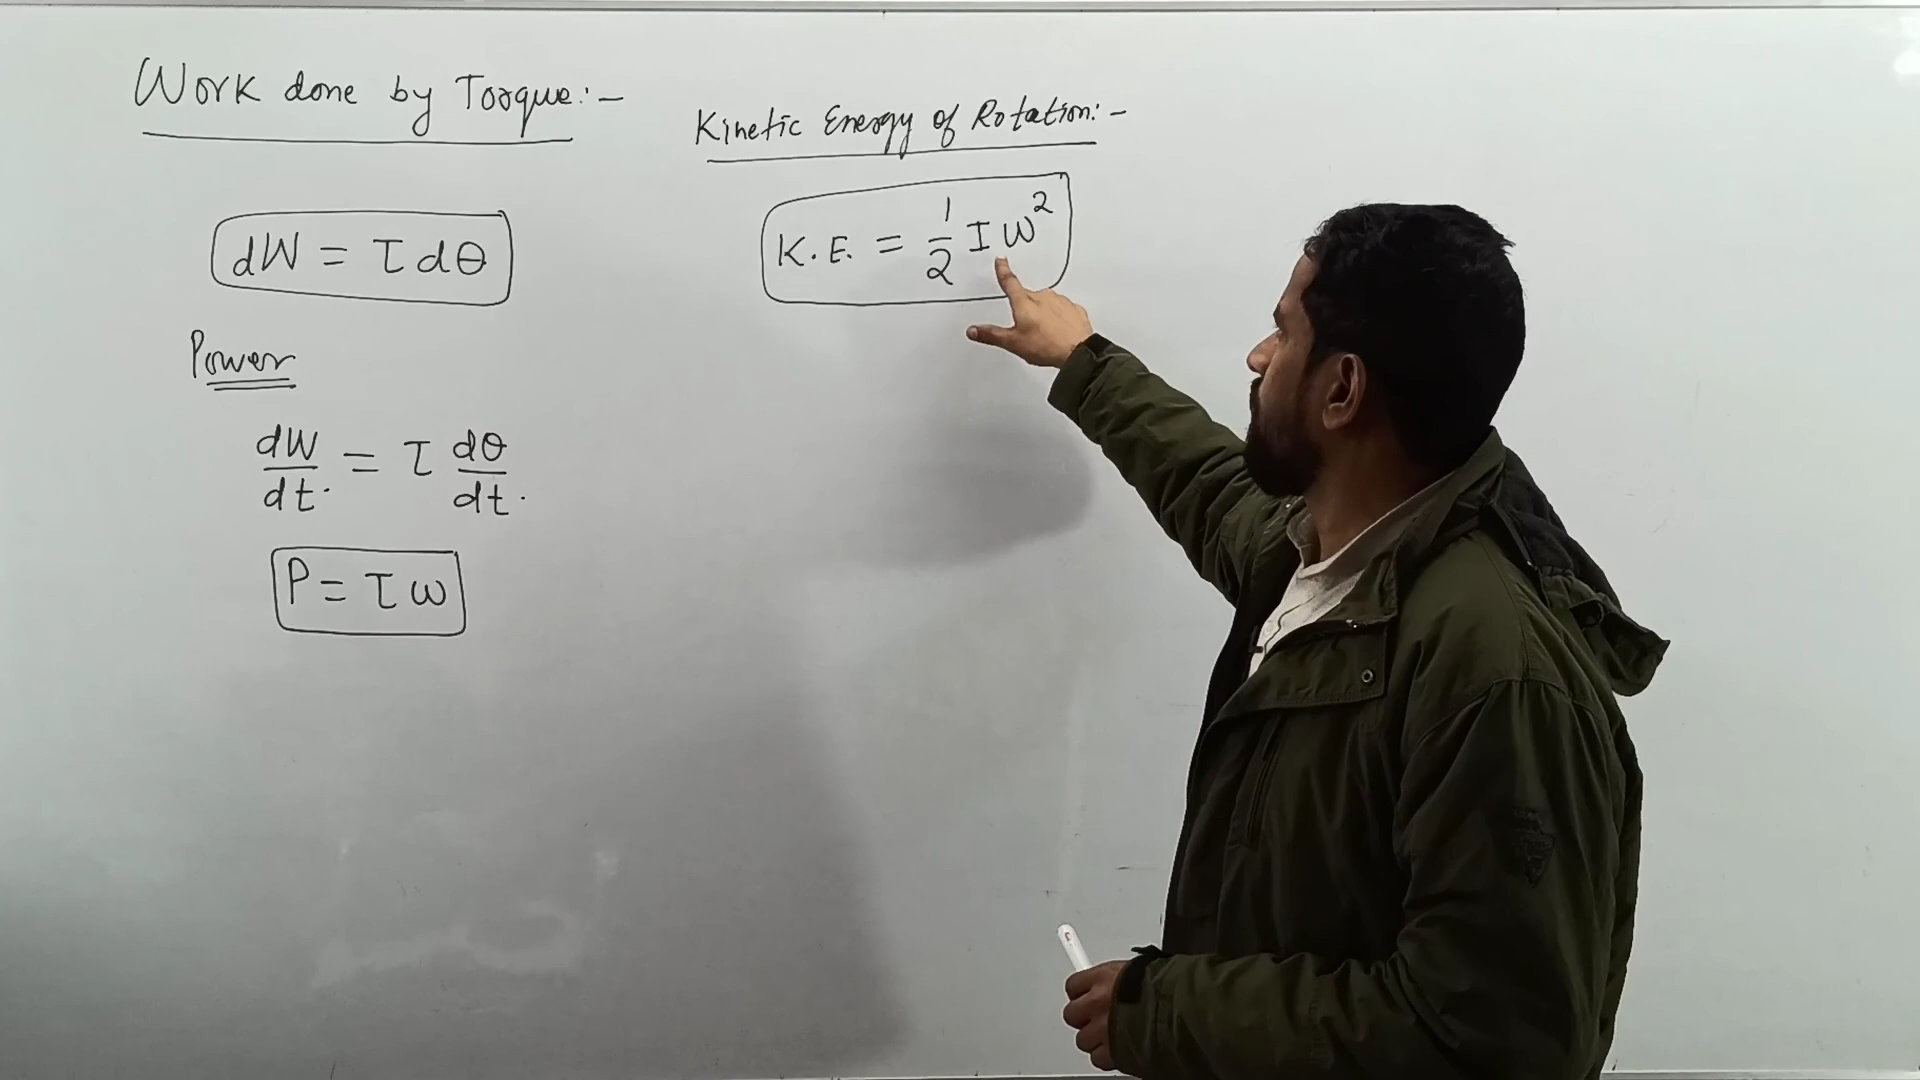 Work done by Torque:-
dW = τ dθ
Power
dW/dt. = τ dθ/dt.
P = τ ω
Kinetic Energy of Rotation:-
K.E. = 1/2 I ω²